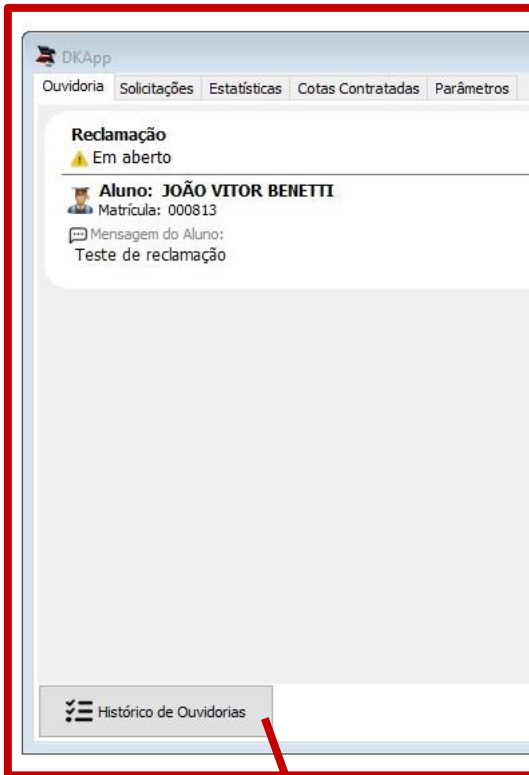 DKApp
Ouvidoria Solicitações Estatísticas Cotas Contratadas Parâmetros
Reclamação
Em aberto
Aluno: JOÃO VITOR BENETTI
Matrícula: 000813
Mensagem do Aluno:
Teste de reclamação
Histórico de Ouvidorias